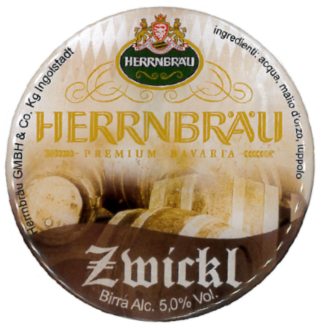 HERRNBRÄU
ingredienti: acqua, malto d'orzo, luppolo
Herrnbräu GMBH & Co. Kg Ingolstadt
HERRNBRÄU
PREMIUM BAVARIA
Zwickl
Birra Alc. 5,0% Vol.